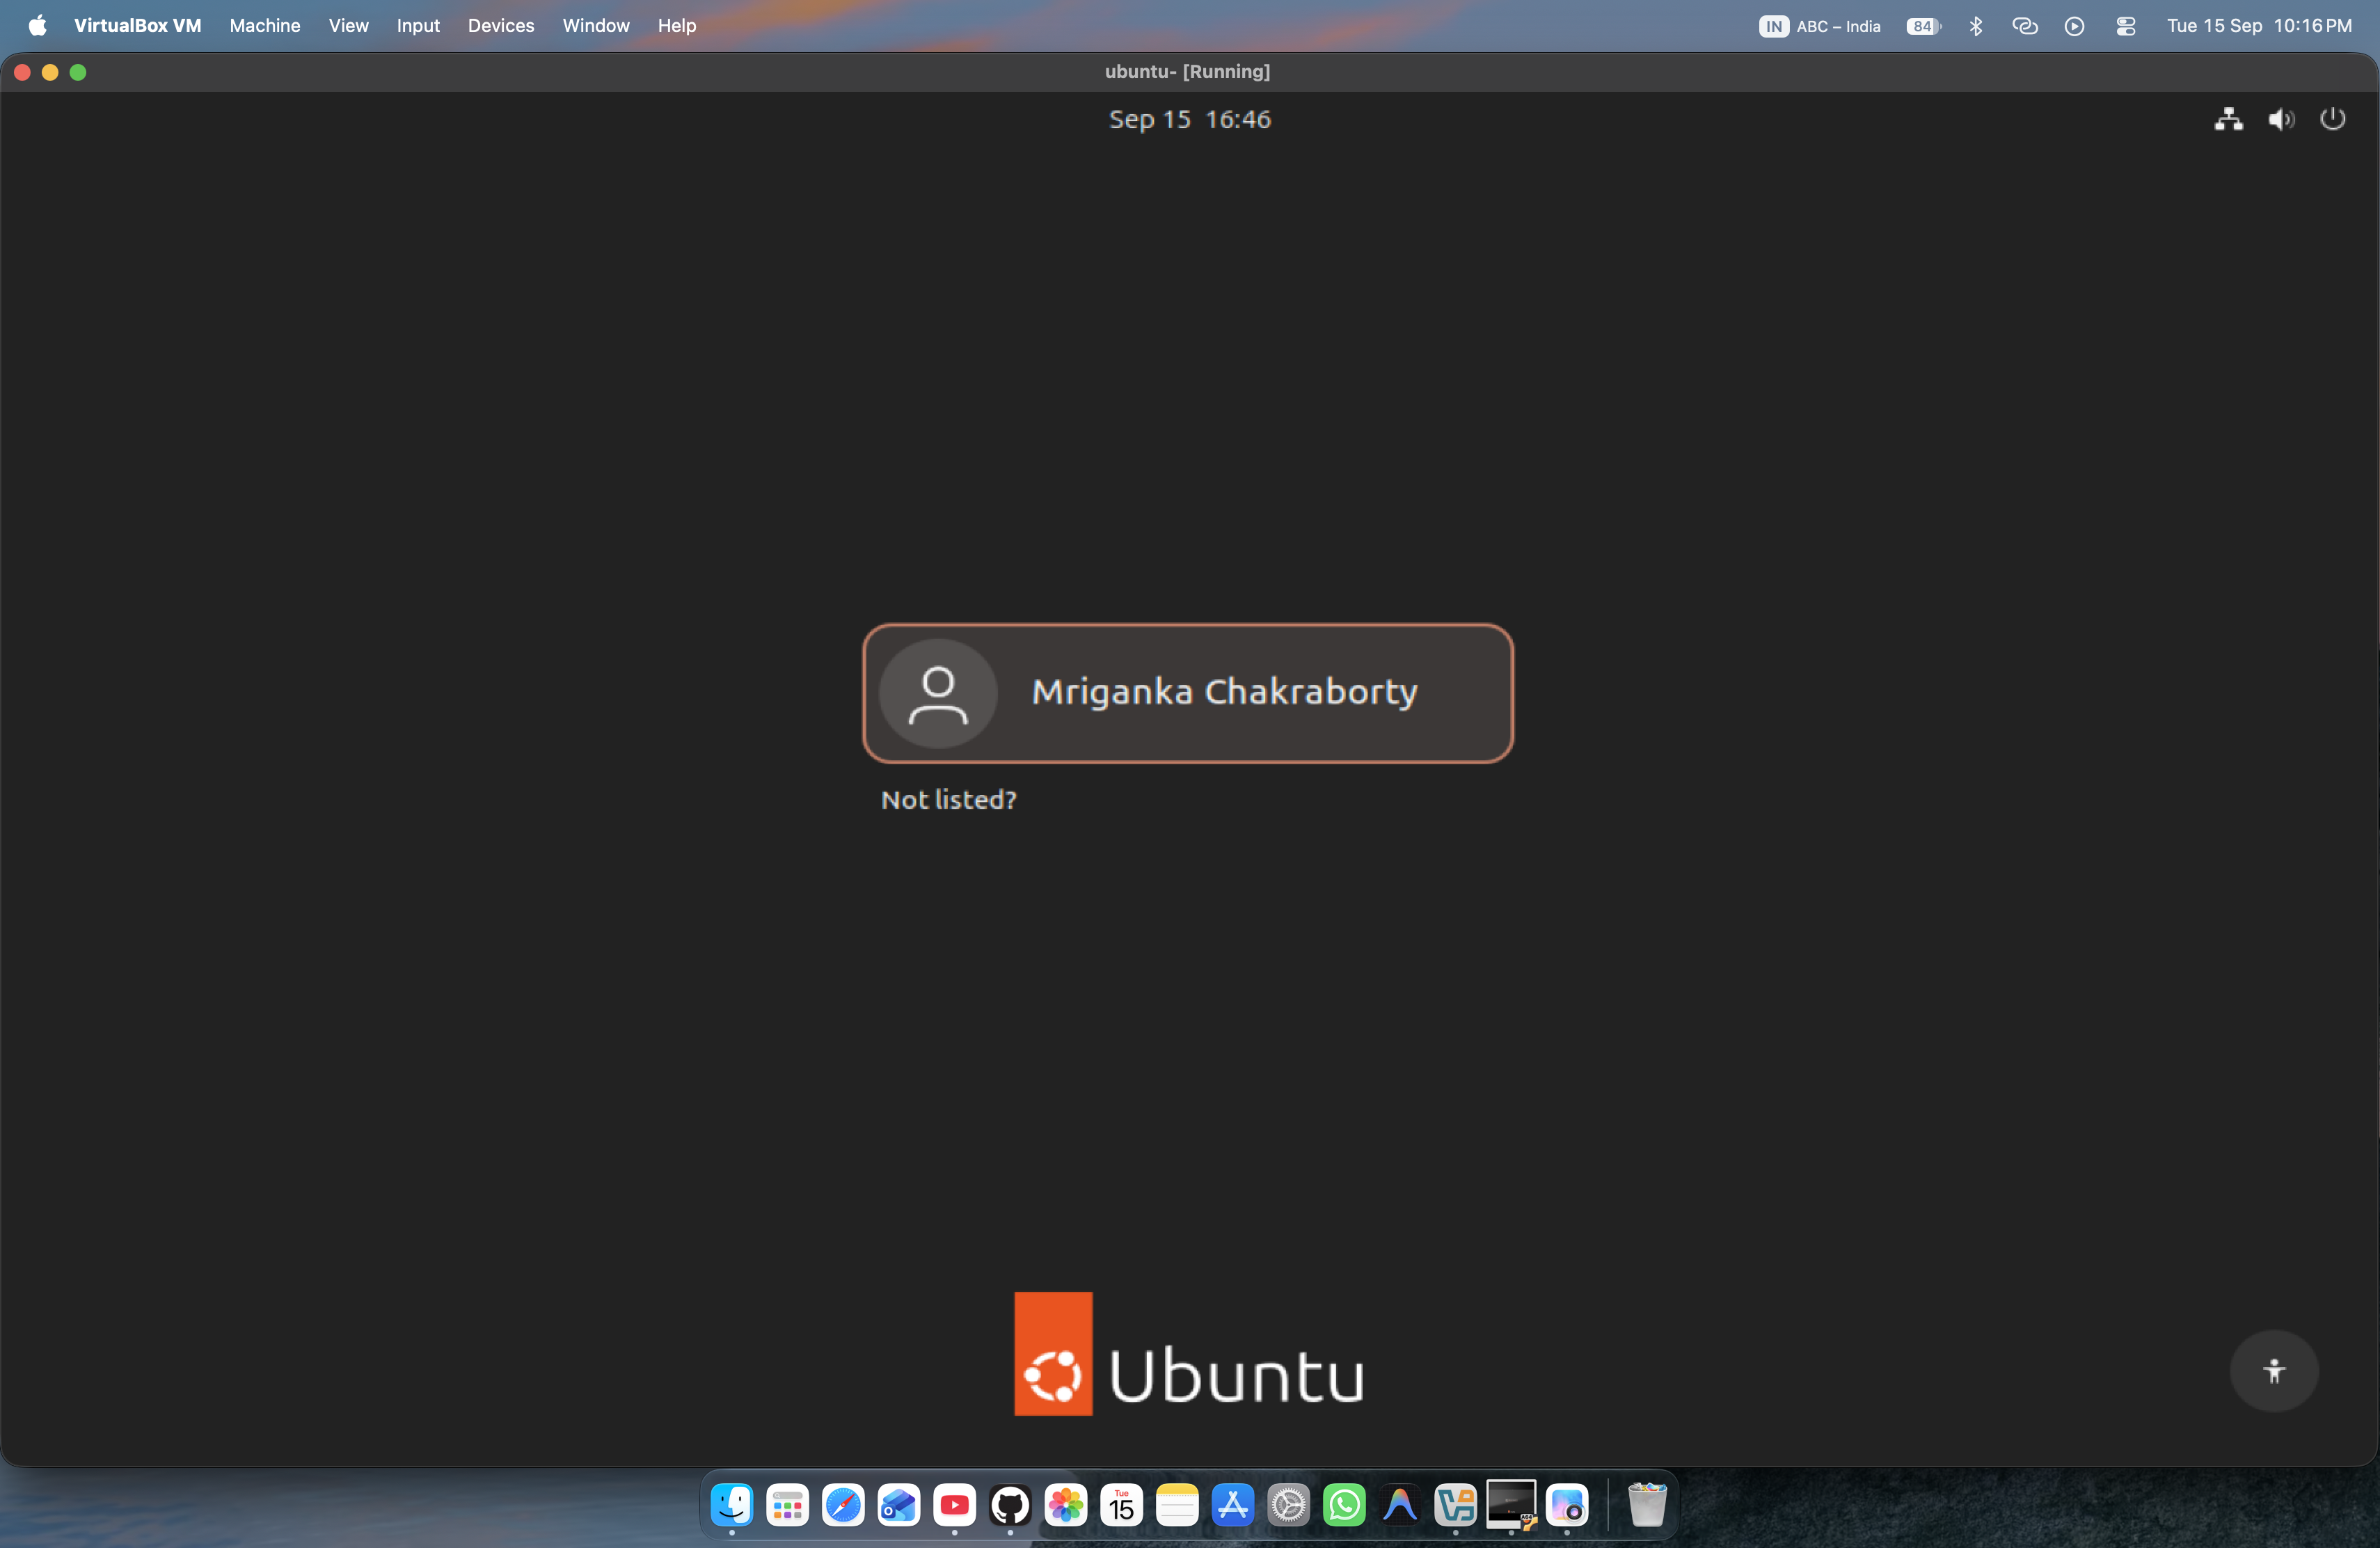 VirtualBox VM Machine View Input Devices Window Help IN ABC – India 84 Tue 15 Sep 10:16 PM
ubuntu- [Running]
Sep 15 16:46
Mriganka Chakraborty
Not listed?
Ubuntu
Tue
15